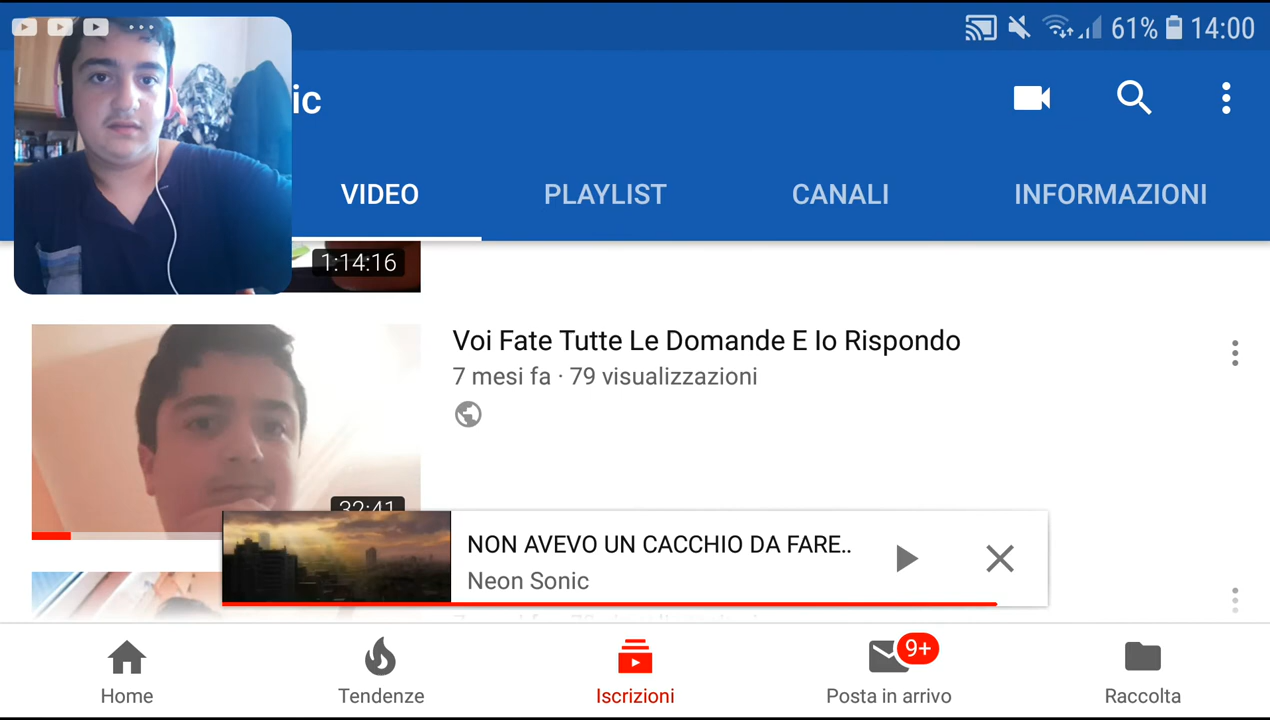 61% 14:00
ic
VIDEO PLAYLIST CANALI INFORMAZIONI
1:14:16
Voi Fate Tutte Le Domande E Io Rispondo
7 mesi fa · 79 visualizzazioni
32:41
NON AVEVO UN CACCHIO DA FARE..
Neon Sonic
Home Tendenze Iscrizioni 9+ Posta in arrivo Raccolta